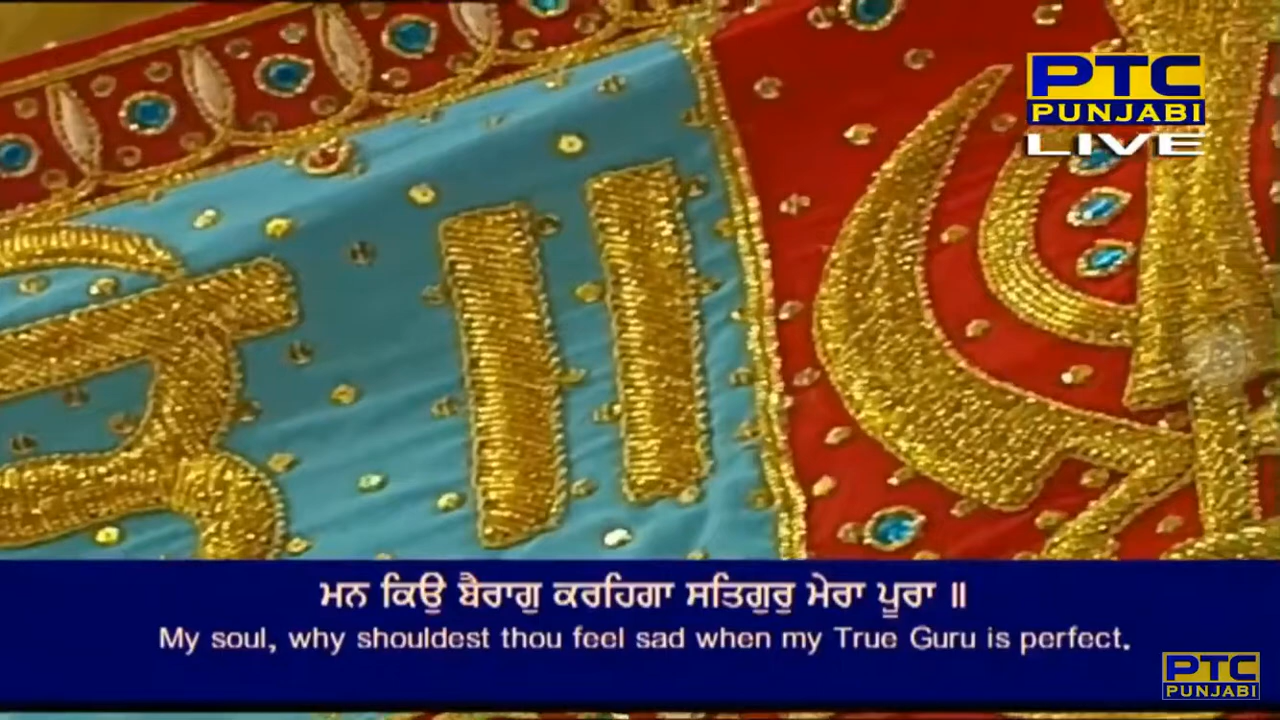 PTC
PUNJABI
LIVE
॥
ਮਨ ਕਿਉ ਬੈਰਾਗੁ ਕਰਹਿਗਾ ਸਤਿਗੁਰੁ ਮੇਰਾ ਪੂਰਾ ॥
My soul, why shouldest thou feel sad when my True Guru is perfect.
PTC
PUNJABI